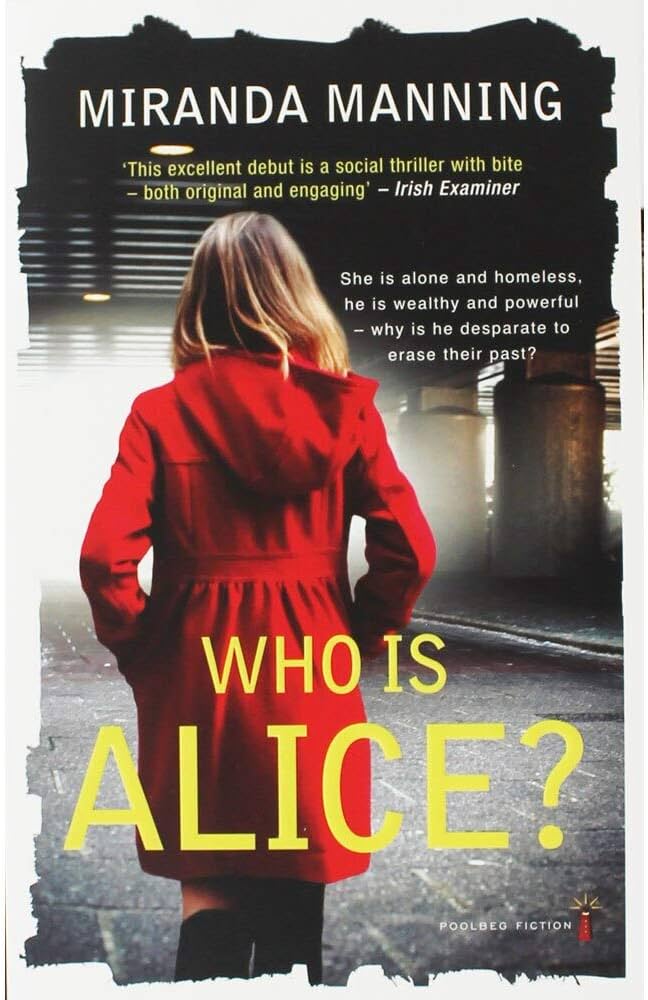 MIRANDA MANNING
'This excellent debut is a social thriller with bite
– both original and engaging' – Irish Examiner
She is alone and homeless,
he is wealthy and powerful
– why is he desparate to
erase their past?
WHO IS
ALICE?
POOLBEG FICTION